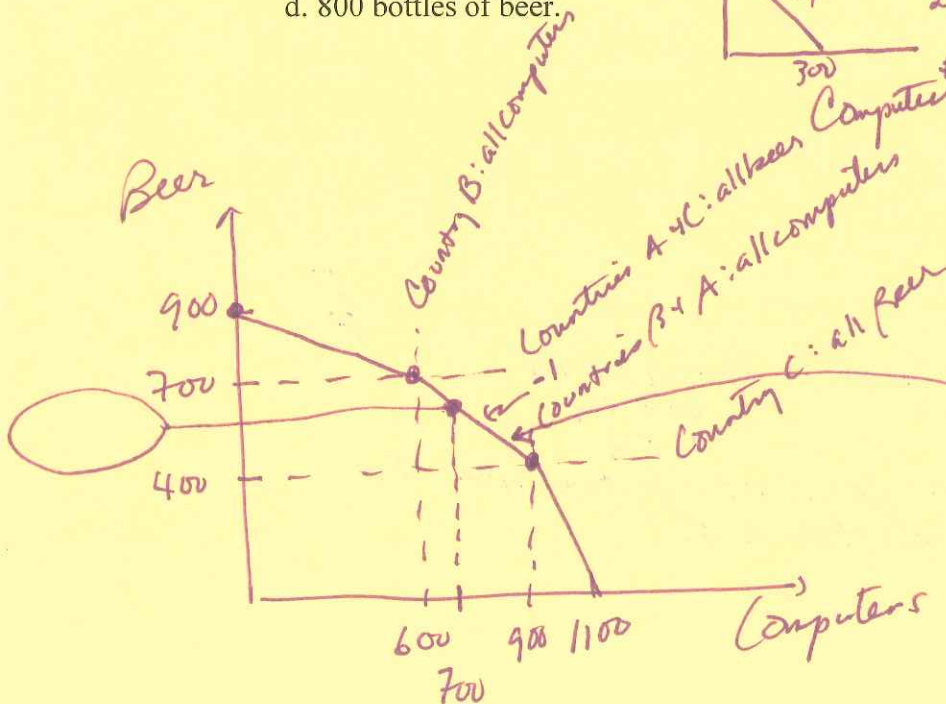 d. 800 bottles of beer.
300
Computers
Beer
Country B: all computers
Countries A & C: all beer
Countries B & A: all computers
Country C: all Beer
900
700
-1
400
600
900
1100
700
Computers